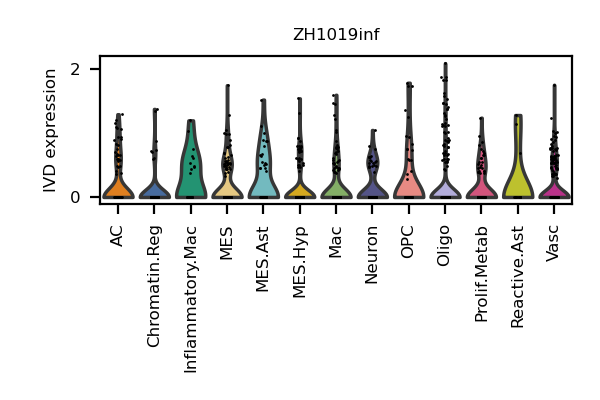 ZH1019inf
IVD expression
2
0
AC
Chromatin.Reg
Inflammatory.Mac
MES
MES.Ast
MES.Hyp
Mac
Neuron
OPC
Oligo
Prolif.Metab
Reactive.Ast
Vasc